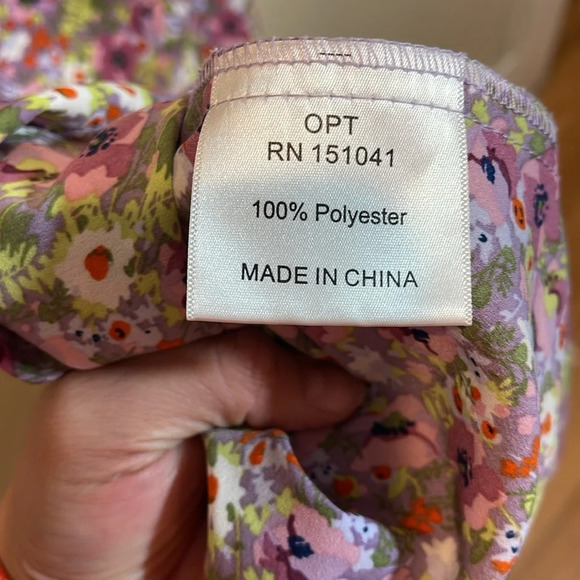 OPT
RN 151041
100% Polyester
MADE IN CHINA